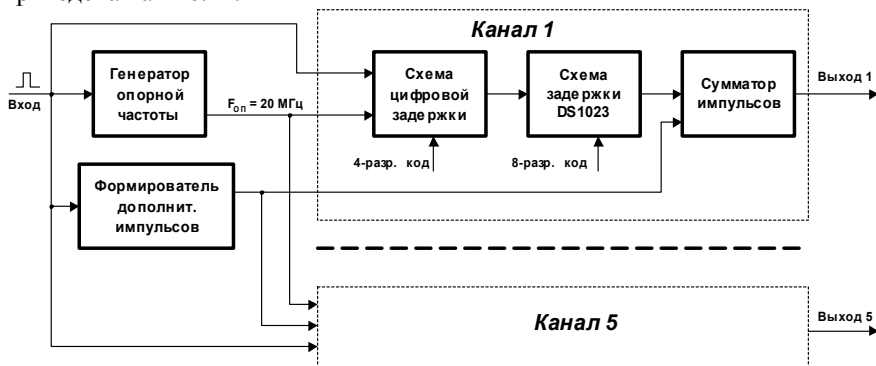 Канал 1
Генератор
опорной
частоты
Схема
цифровой
задержки
Схема
задержки
DS1023
Сумматор
импульсов
Выход 1
Вход
Fоп = 20 МГц
4-разр. код
8-разр. код
Формирователь
дополнит.
импульсов
Канал 5
Выход 5